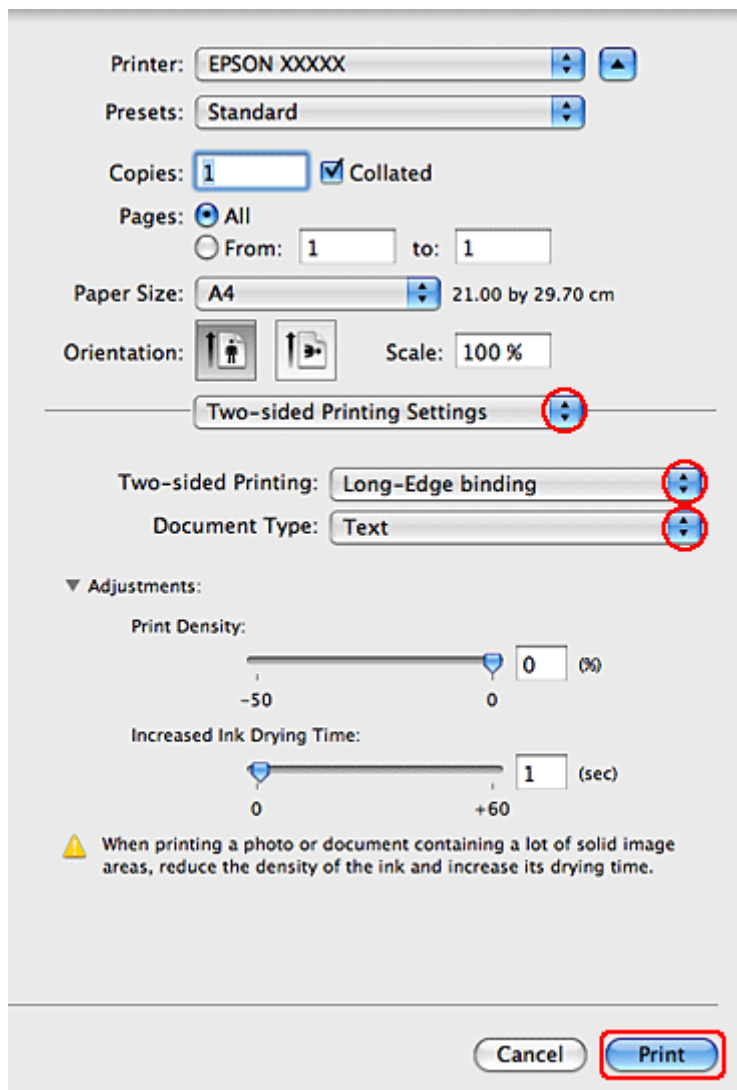 Printer: EPSON XXXXX
Presets: Standard
Copies: 1 Collated
Pages: All
From: 1 to: 1
Paper Size: A4 21.00 by 29.70 cm
Orientation: Scale: 100 %
Two-sided Printing Settings
Two-sided Printing: Long-Edge binding
Document Type: Text
Adjustments:
Print Density:
0 (%)
-50 0
Increased Ink Drying Time:
1 (sec)
0 +60
When printing a photo or document containing a lot of solid image
areas, reduce the density of the ink and increase its drying time.
Cancel Print